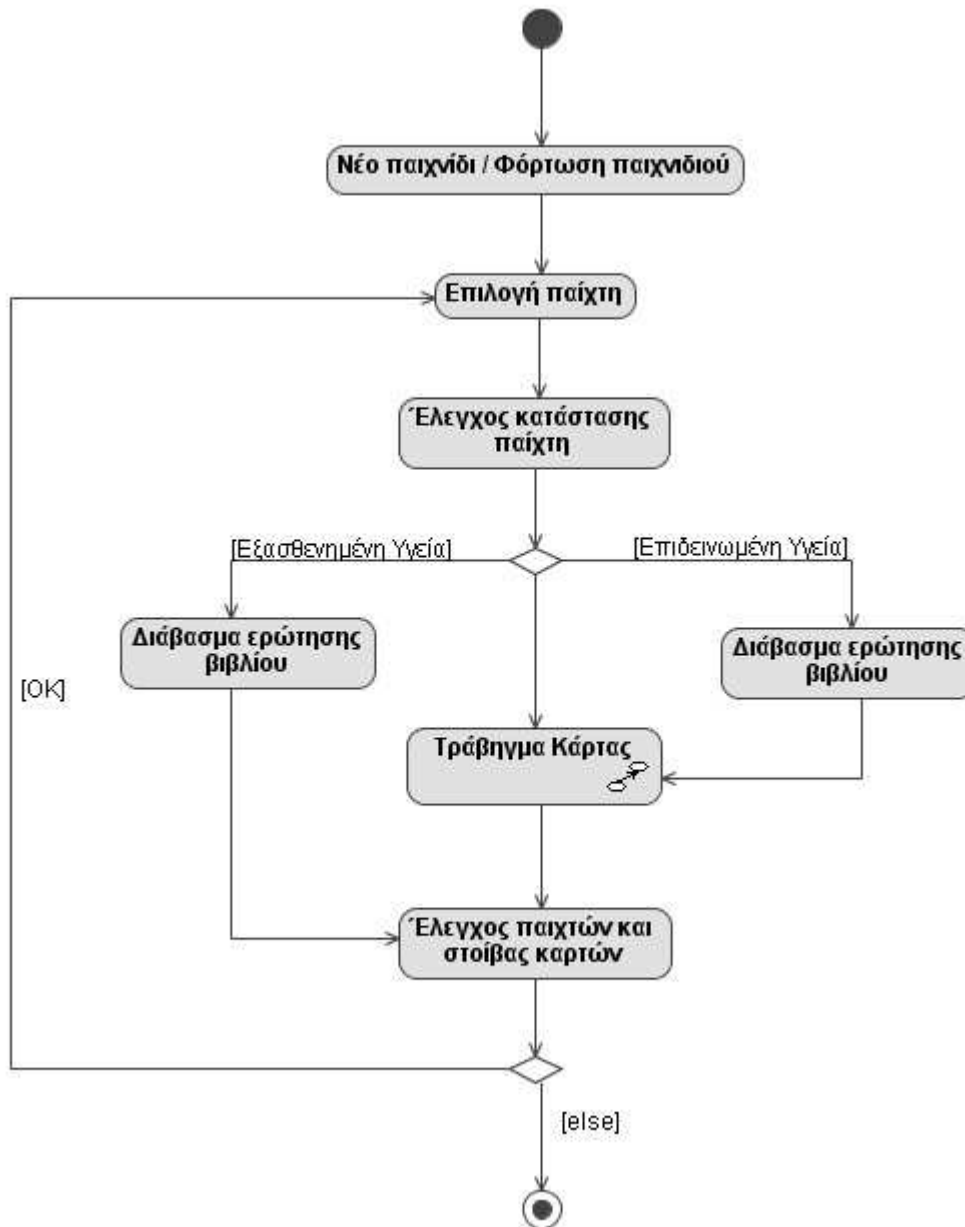 Νέο παιχνίδι / Φόρτωση παιχνιδιού
Επιλογή παίχτη
Έλεγχος κατάστασης
παίχτη
[Εξασθενημένη Υγεία]
[Επιδεινωμένη Υγεία]
Διάβασμα ερώτησης
βιβλίου
Διάβασμα ερώτησης
βιβλίου
[OK]
Τράβηγμα Κάρτας
Έλεγχος παιχτών και
στοίβας καρτών
[else]